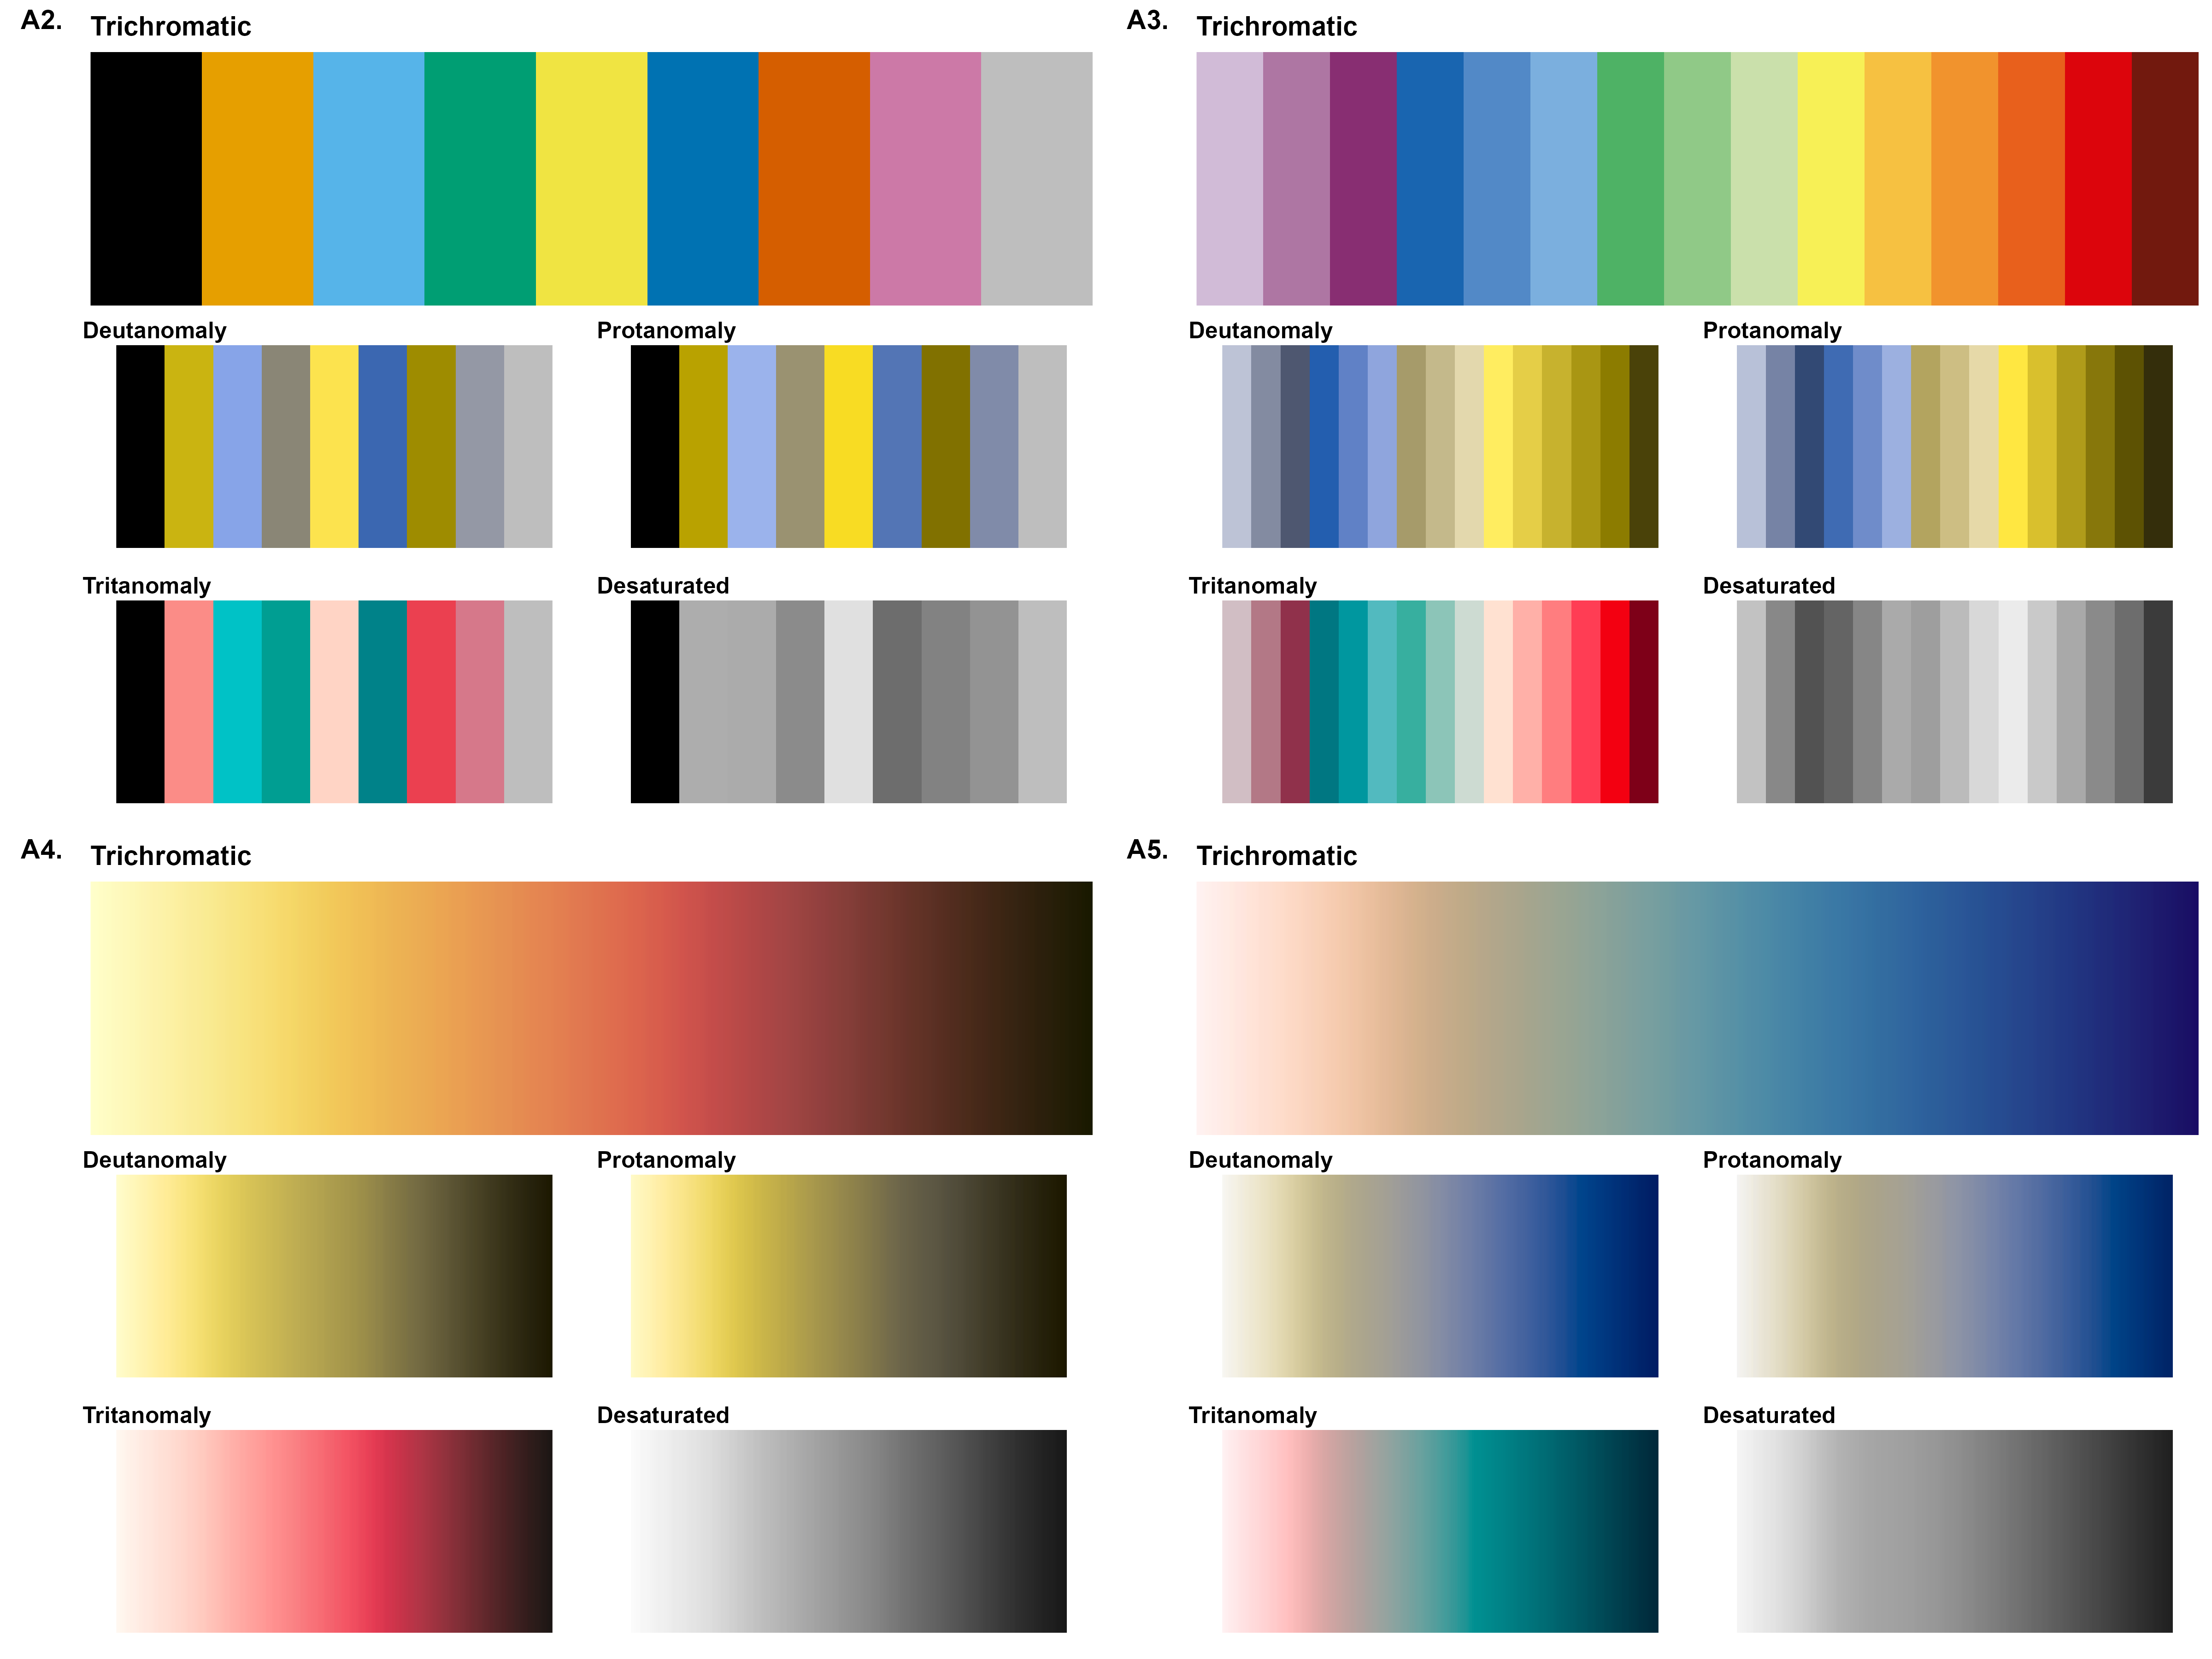 A2. Trichromatic
Deutanomaly Protanomaly
Tritanomaly Desaturated
A3. Trichromatic
Deutanomaly Protanomaly
Tritanomaly Desaturated
A4. Trichromatic
Deutanomaly Protanomaly
Tritanomaly Desaturated
A5. Trichromatic
Deutanomaly Protanomaly
Tritanomaly Desaturated